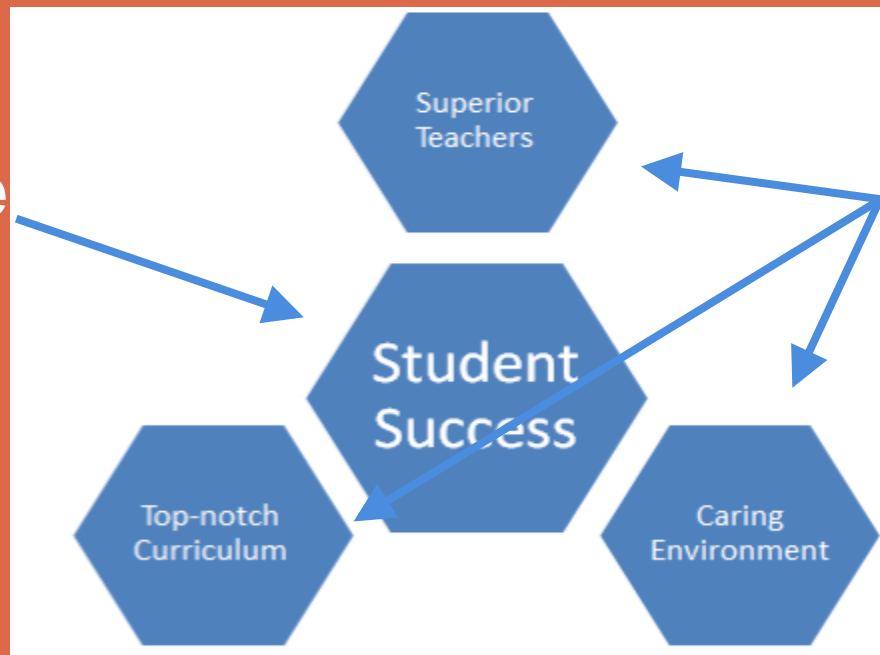 Superior
Teachers
e
Student
Success
Top-notch
Curriculum
Caring
Environment